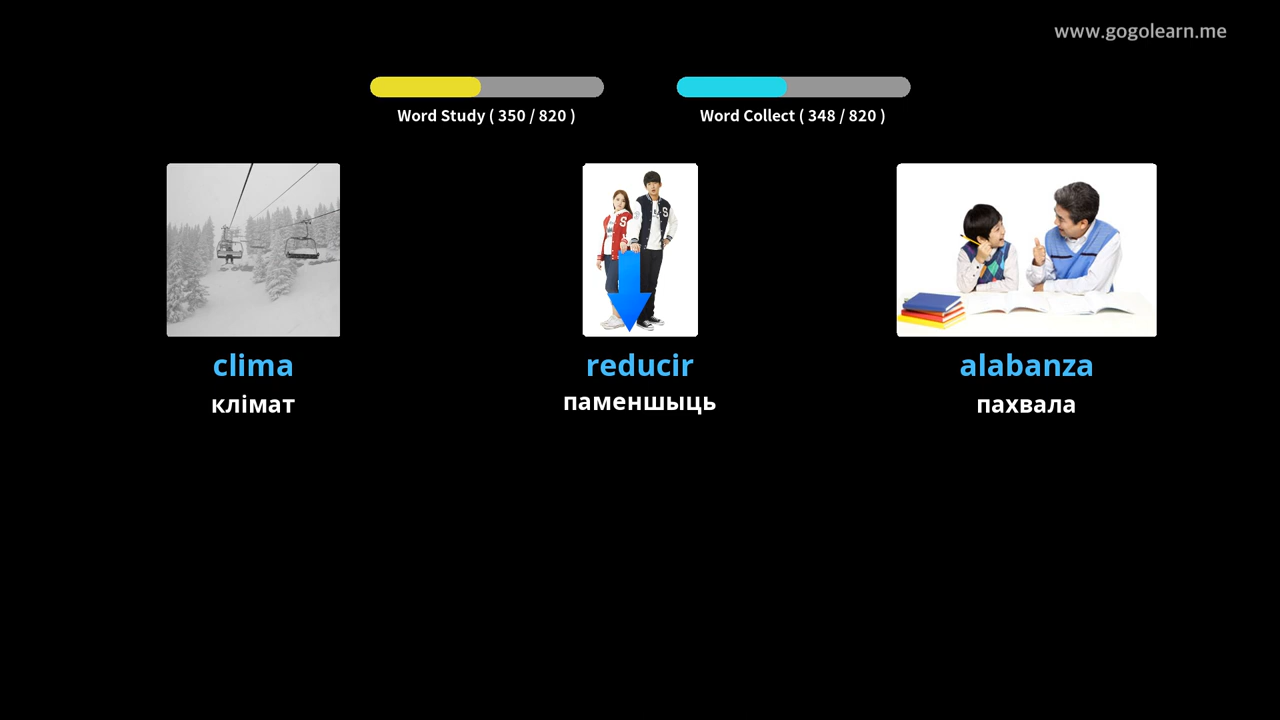 www.gogolearn.me
Word Study ( 350 / 820 )
Word Collect ( 348 / 820 )
clima
клімат
reducir
паменшыць
alabanza
пахвала